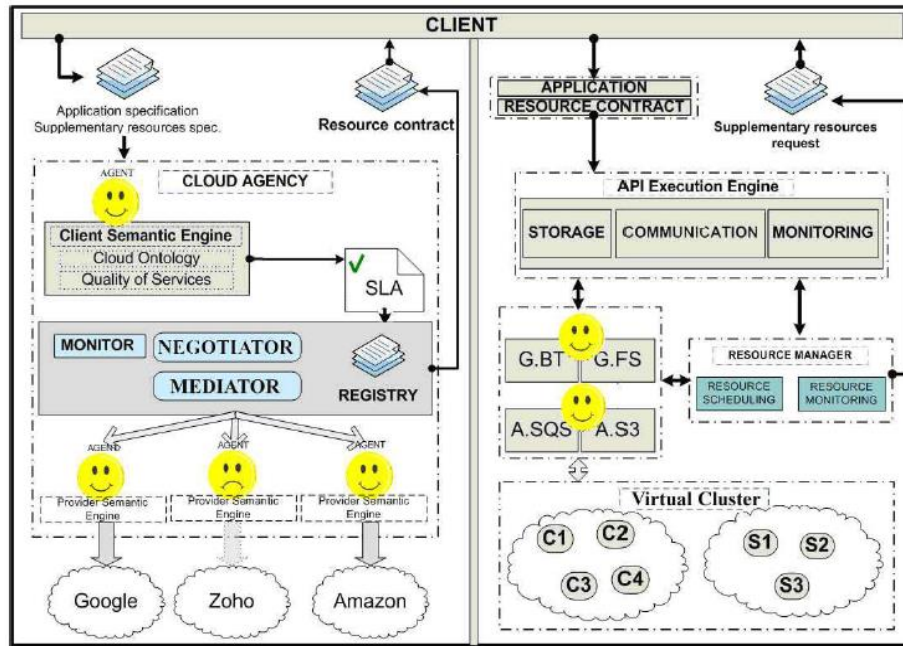 CLIENT
Application specification
Supplementary resources spec.
Resource contract
AGENT
CLOUD AGENCY
Client Semantic Engine
Cloud Ontology
Quality of Services
SLA
MONITOR
NEGOTIATOR
MEDIATOR
REGISTRY
AGENT
AGENT
AGENT
Provider Semantic
Engine
Provider Semantic
Engine
Provider Semantic
Engine
Google
Zoho
Amazon
APPLICATION
RESOURCE CONTRACT
Supplementary resources
request
API Execution Engine
STORAGE
COMMUNICATION
MONITORING
G.BT
G.FS
A.SQS
A.S3
RESOURCE MANAGER
RESOURCE
SCHEDULING
RESOURCE
MONITORING
Virtual Cluster
C1
C2
C3
C4
S1
S2
S3